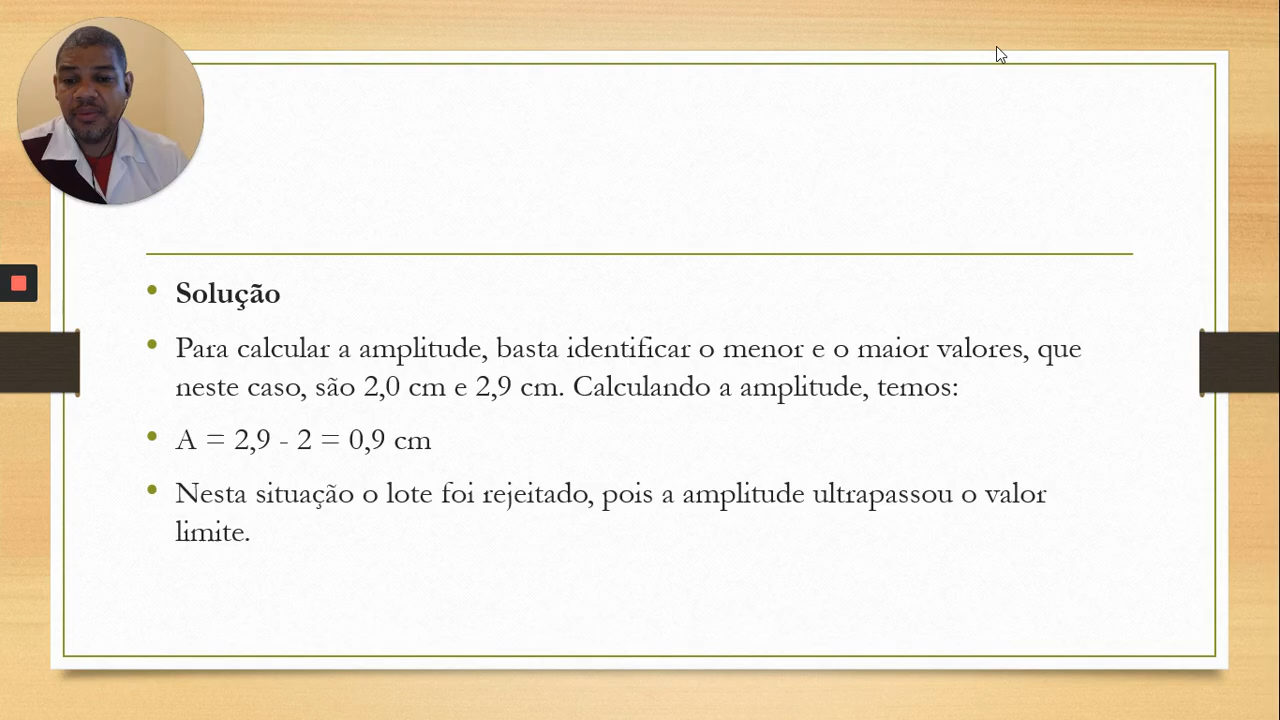 Solução
Para calcular a amplitude, basta identificar o menor e o maior valores, que
neste caso, são 2,0 cm e 2,9 cm. Calculando a amplitude, temos:
A = 2,9 - 2 = 0,9 cm
Nesta situação o lote foi rejeitado, pois a amplitude ultrapassou o valor
limite.